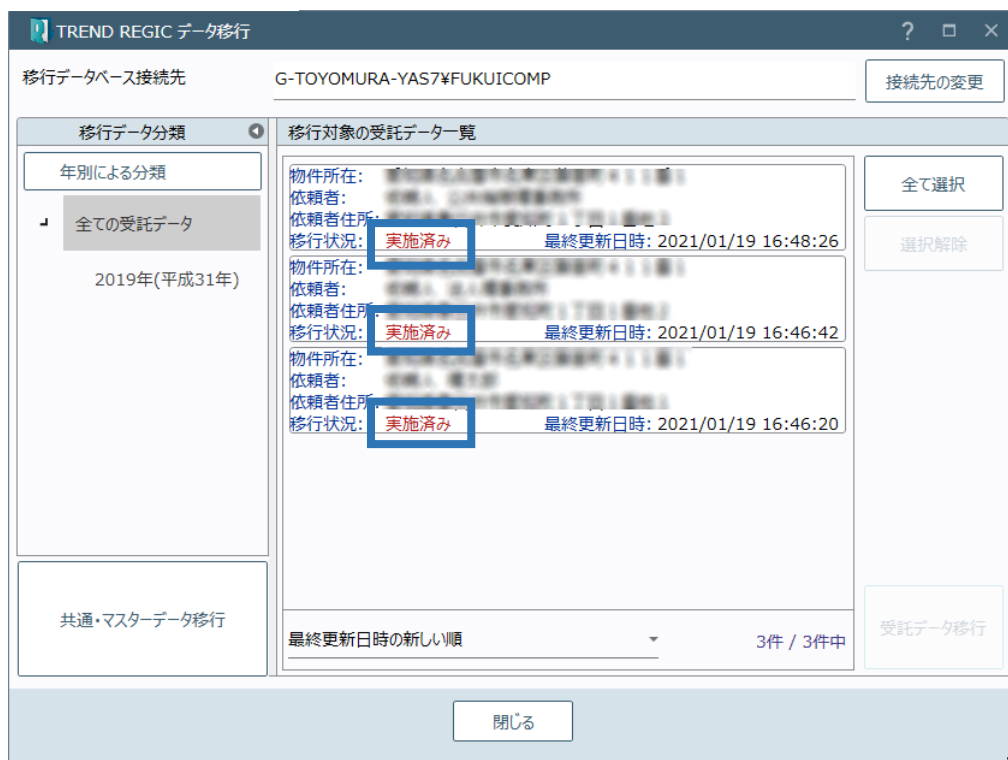 TREND REGIC データ移行
移行データベース接続先
G-TOYOMURA-YAS7¥FUKUICOMP
接続先の変更
移行データ分類
年別による分類
全ての受託データ
2019年(平成31年)
共通・マスターデータ移行
移行対象の受託データ一覧
物件所在:
依頼者:
依頼者住所:
移行状況: 実施済み 最終更新日時: 2021/01/19 16:48:26
物件所在:
依頼者:
依頼者住所:
移行状況: 実施済み 最終更新日時: 2021/01/19 16:46:42
物件所在:
依頼者:
依頼者住所:
移行状況: 実施済み 最終更新日時: 2021/01/19 16:46:20
最終更新日時の新しい順
3件 / 3件中
全て選択
選択解除
受託データ移行
閉じる